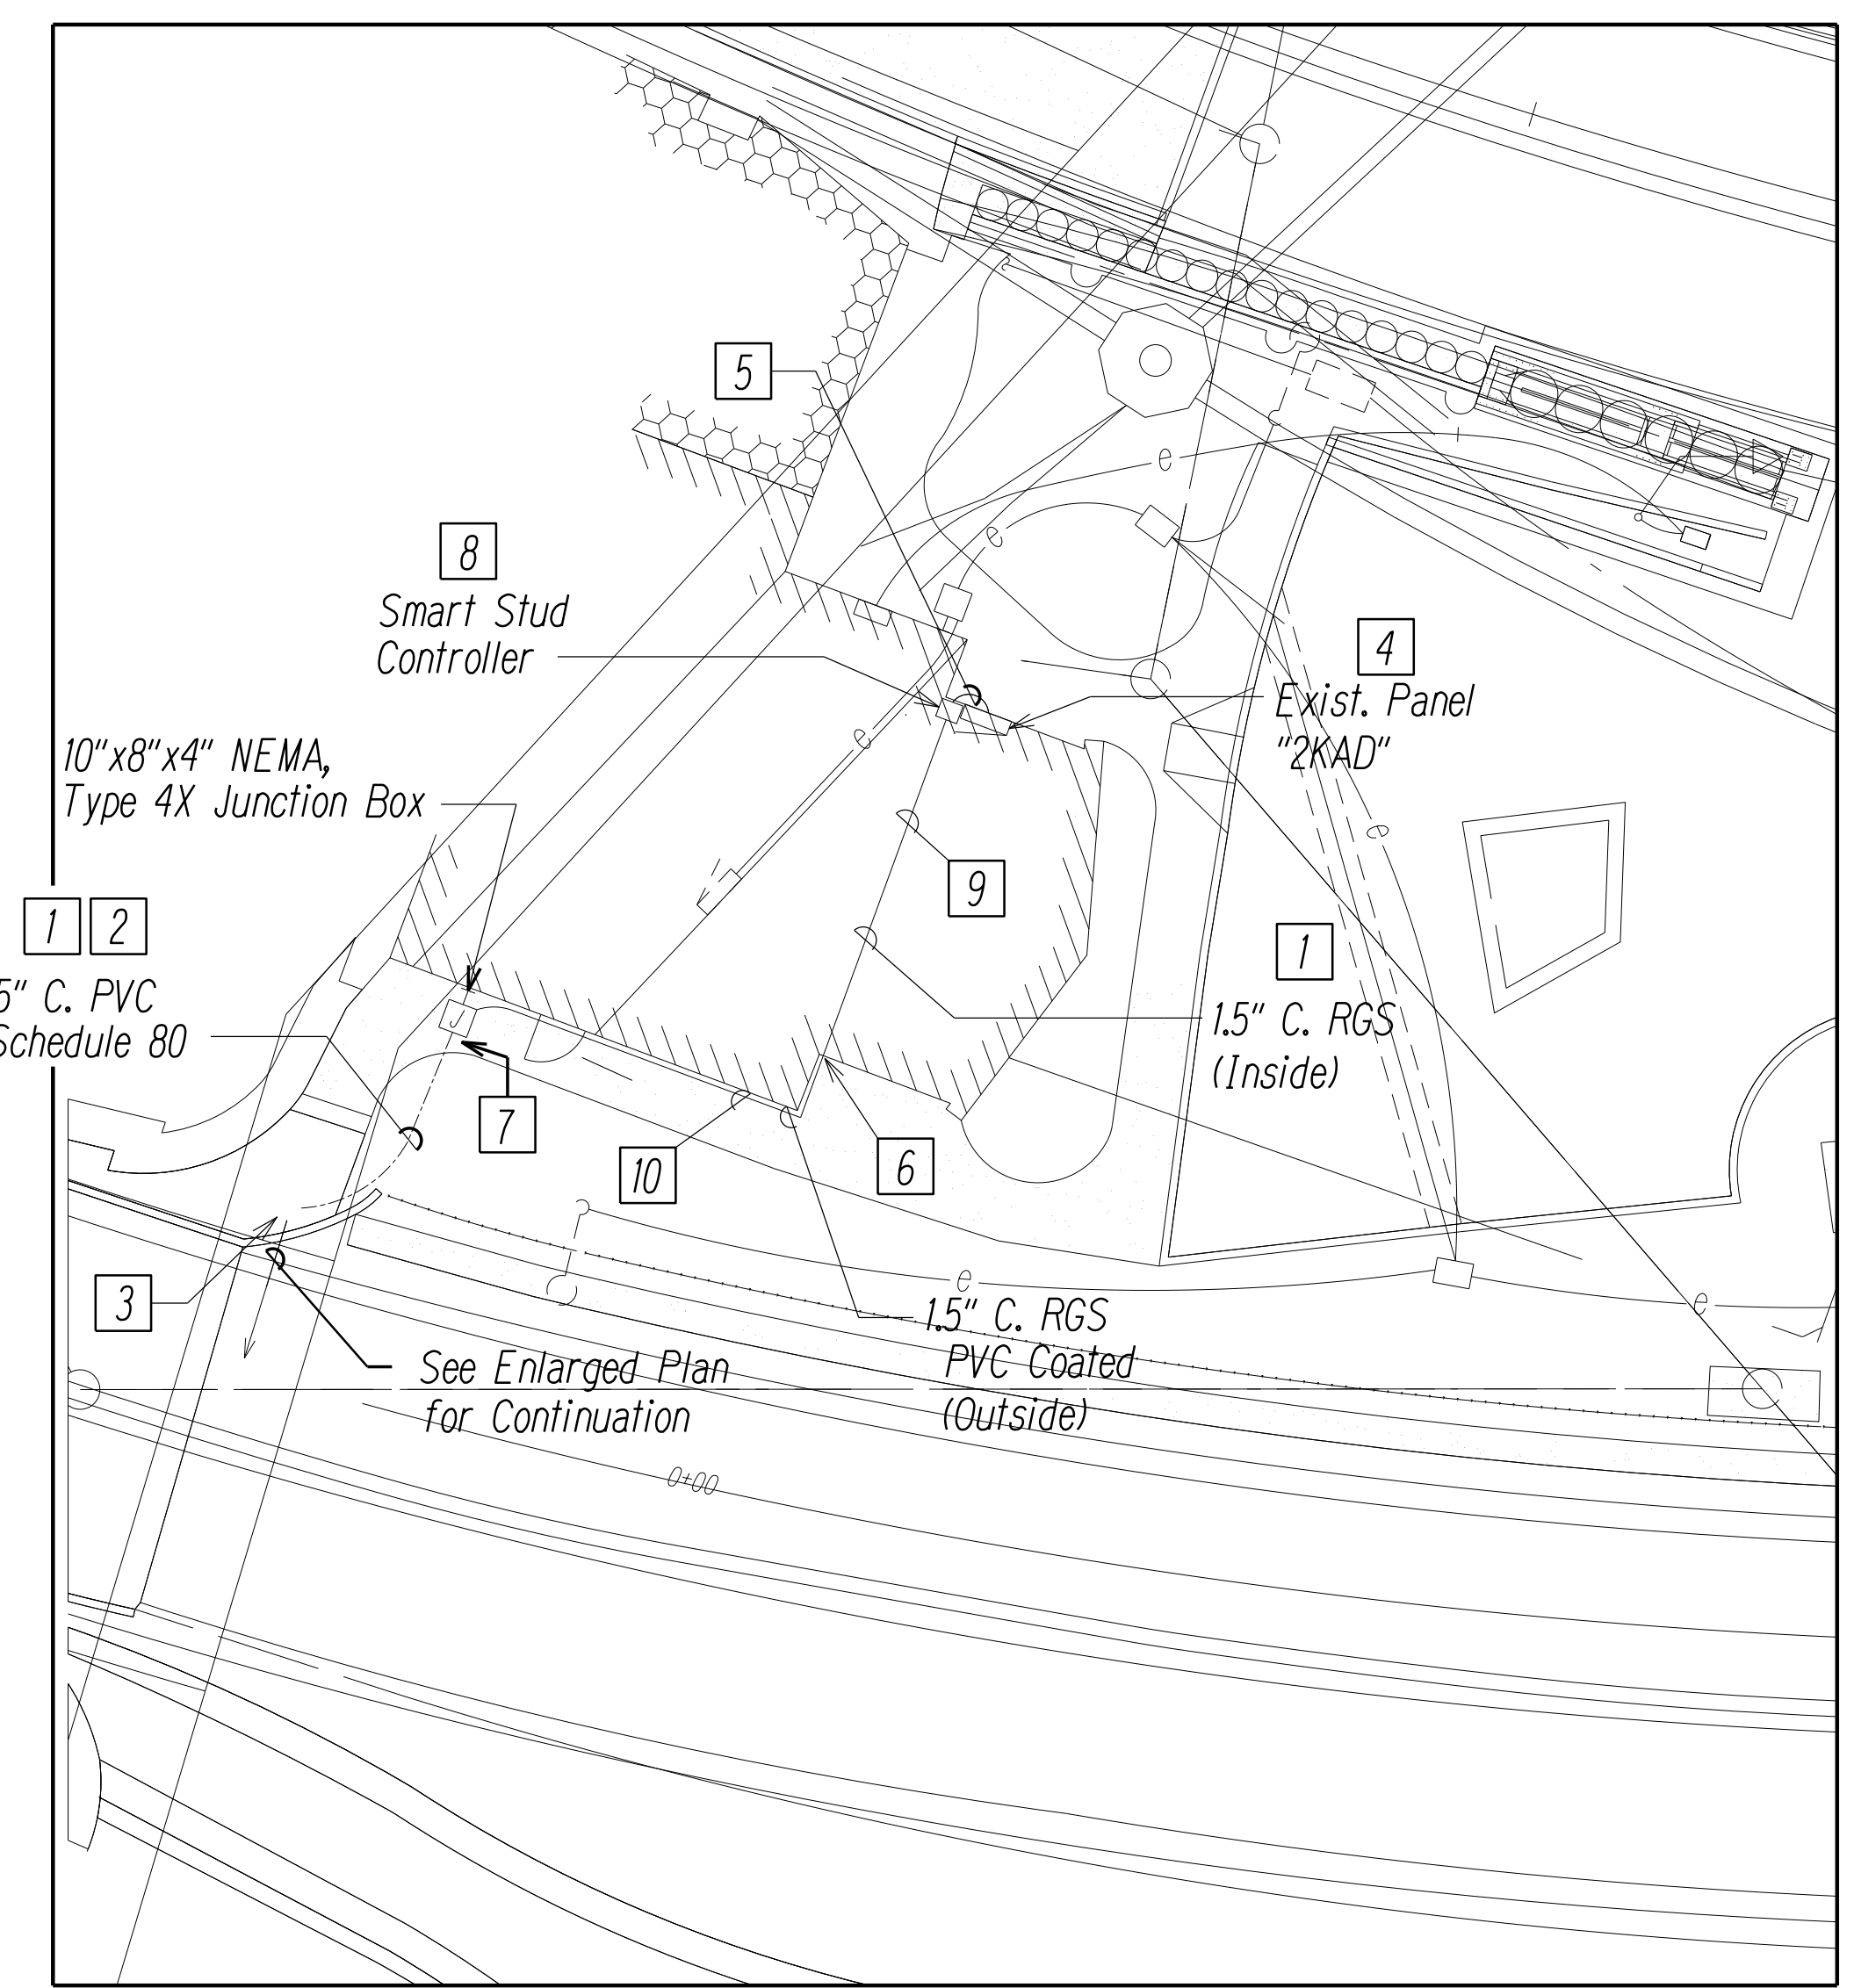 5
8
Smart Stud
Controller
4
Exist. Panel
"2KAD"
10"x8"x4" NEMA,
Type 4X Junction Box
9
1 2
5" C. PVC
Schedule 80
1
1.5" C. RGS
(Inside)
J
7
10
6
3
1.5" C. RGS
PVC Coated
(Outside)
See Enlarged Plan
for Continuation
0+00
e
e
e
e
e
e